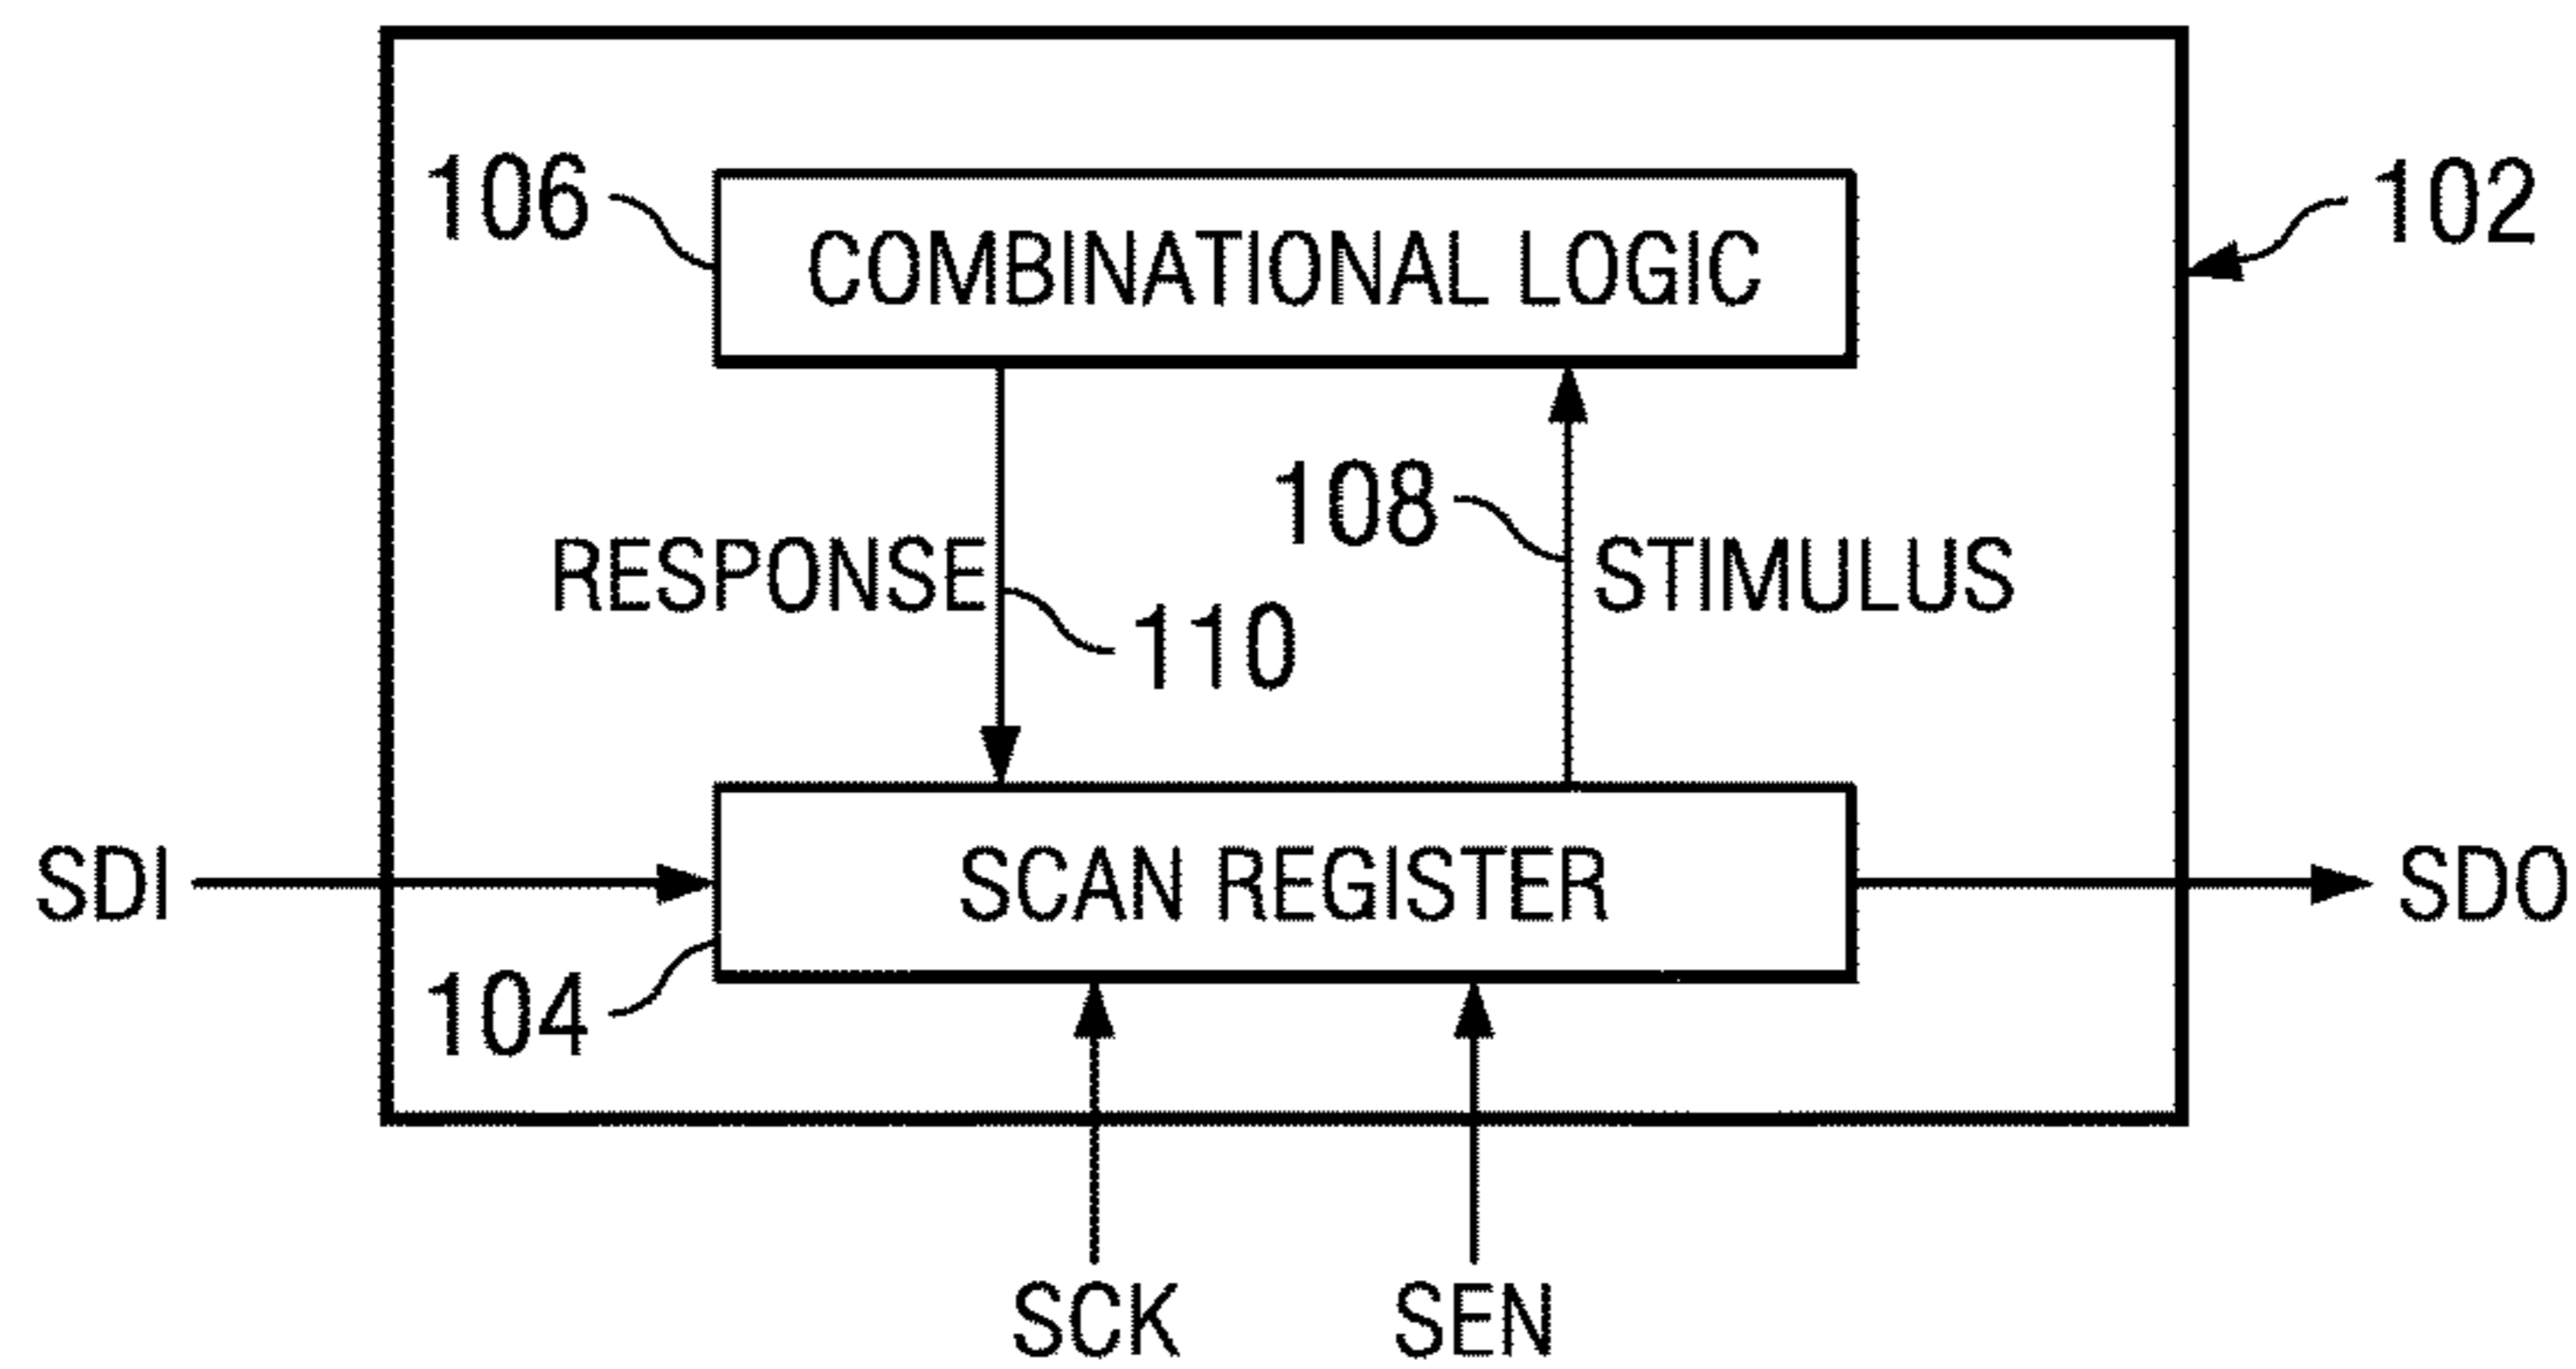 106
COMBINATIONAL LOGIC
102
108
RESPONSE
STIMULUS
110
SDI
SCAN REGISTER
SDO
104
SCK
SEN